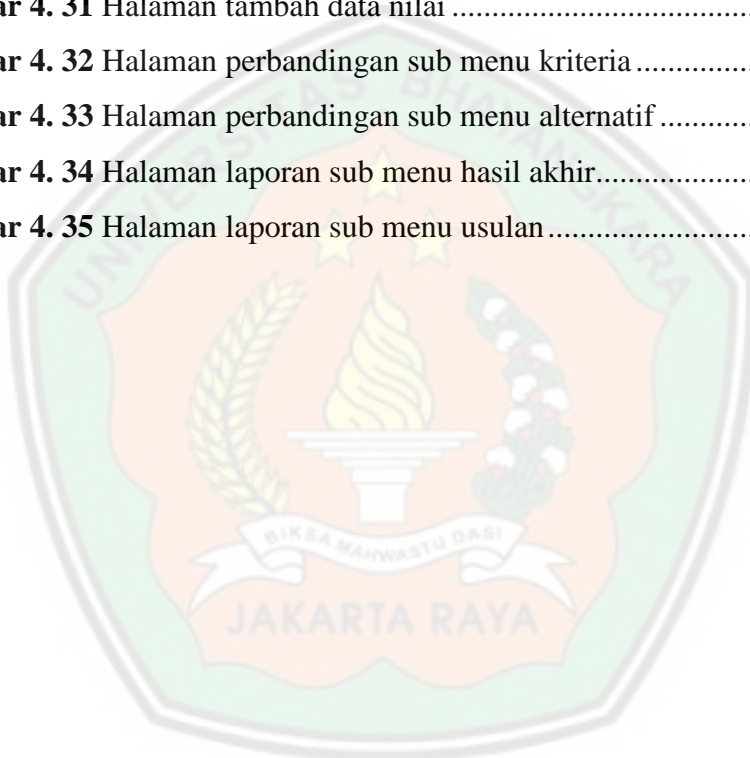 ar 4. 31 Halaman tambah data nilai ....................................
ar 4. 32 Halaman perbandingan sub menu kriteria ...............
ar 4. 33 Halaman perbandingan sub menu alternatif ............
ar 4. 34 Halaman laporan sub menu hasil akhir...................
ar 4. 35 Halaman laporan sub menu usulan.........................
UNIVERSITAS BHAYANGKARA
BIKSA MAHWASTU DASI
JAKARTA RAYA